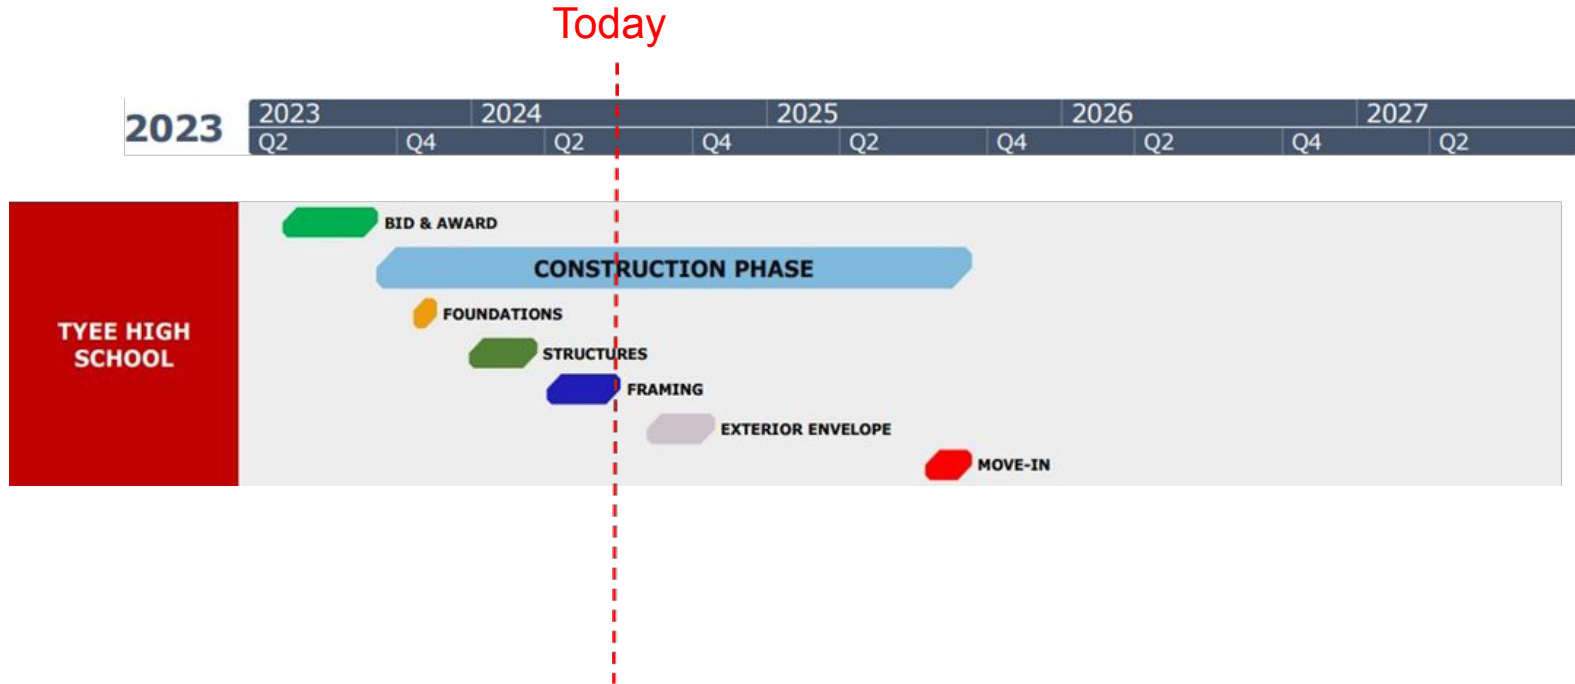 Today
2023
2023 2024 2025 2026 2027
Q2 Q4 Q2 Q4 Q2 Q4 Q2 Q4 Q2
TYEE HIGH
SCHOOL
BID & AWARD
CONSTRUCTION PHASE
FOUNDATIONS
STRUCTURES
FRAMING
EXTERIOR ENVELOPE
MOVE-IN